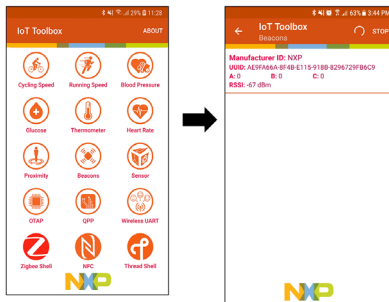 29% 11:28
IoT Toolbox ABOUT
Cycling Speed Running Speed Blood Pressure
Glucose Thermometer Heart Rate
Proximity Beacons Sensor
OTAP QPP Wireless UART
Zigbee Shell NFC Thread Shell
NXP
63% 3:44 PM
IoT Toolbox
Beacons
STOP
Manufacturer ID: NXP
UUID: AE9FA66A-8F4B-E115-918B-8296729FB6C9
A: 0 B: 0 C: 0
RSSI: -67 dBm
NXP